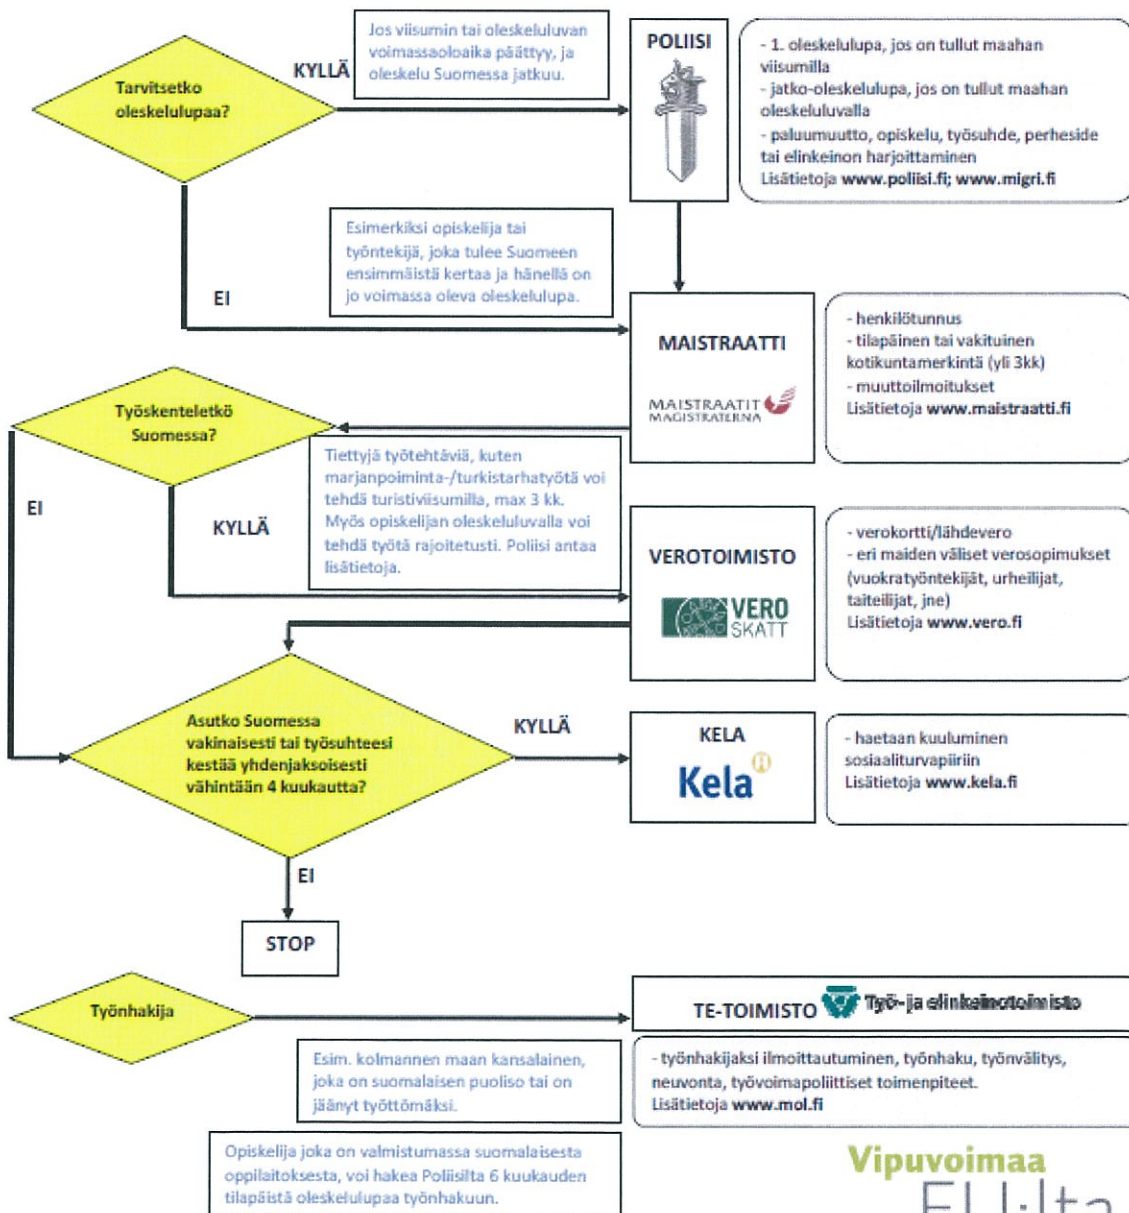 Tarvitsetko
oleskelulupaa?
KYLLÄ
Jos viisumin tai oleskeluluvan
voimassaoloaika päättyy, ja
oleskelu Suomessa jatkuu.
POLIISI
- 1. oleskelulupa, jos on tullut maahan
viisumilla
- jatko-oleskelulupa, jos on tullut maahan
oleskeluluvalla
- paluumuutto, opiskelu, työsuhde, perheside
tai elinkeinon harjoittaminen
Lisätietoja www.poliisi.fi; www.migri.fi
EI
Esimerkiksi opiskelija tai
työntekijä, joka tulee Suomeen
ensimmäistä kertaa ja hänellä on
jo voimassa oleva oleskelulupa.
MAISTRAATTI
MAISTRAATIT
MAGISTRATERNA
- henkilötunnus
- tilapäinen tai vakituinen
kotikuntamerkintä (yli 3kk)
- muuttoilmoitukset
Lisätietoja www.maistraatti.fi
Työskenteletkö
Suomessa?
EI
KYLLÄ
Tiettyjä työtehtäviä, kuten
marjanpoiminta-/turkistarhatyötä voi
tehdä turistiviisumilla, max 3 kk.
Myös opiskelijan oleskeluluvalla voi
tehdä työtä rajoitetusti. Poliisi antaa
lisätietoja.
VEROTOIMISTO
VERO
SKATT
- verokortti/lähdevero
- eri maiden väliset verosopimukset
(vuokratyöntekijät, urheilijat,
taiteilijat, jne)
Lisätietoja www.vero.fi
Asutko Suomessa
vakinaisesti tai työsuhteesi
kestää yhdenjaksoisesti
vähintään 4 kuukautta?
KYLLÄ
KELA
Kela
- haetaan kuuluminen
sosiaaliturvapiiriin
Lisätietoja www.kela.fi
EI
STOP
Työnhakija
TE-TOIMISTO Työ- ja elinkeinotoimisto
Esim. kolmannen maan kansalainen,
joka on suomalaisen puoliso tai on
jäänyt työttömäksi.
- työnhakijaksi ilmoittautuminen, työnhaku, työnvälitys,
neuvonta, työvoimapoliittiset toimenpiteet.
Lisätietoja www.mol.fi
Opiskelija joka on valmistumassa suomalaisesta
oppilaitoksesta, voi hakea Poliisilta 6 kuukauden
tilapäistä oleskelulupaa työnhakuun.
Vipuvoimaa
EU:lta